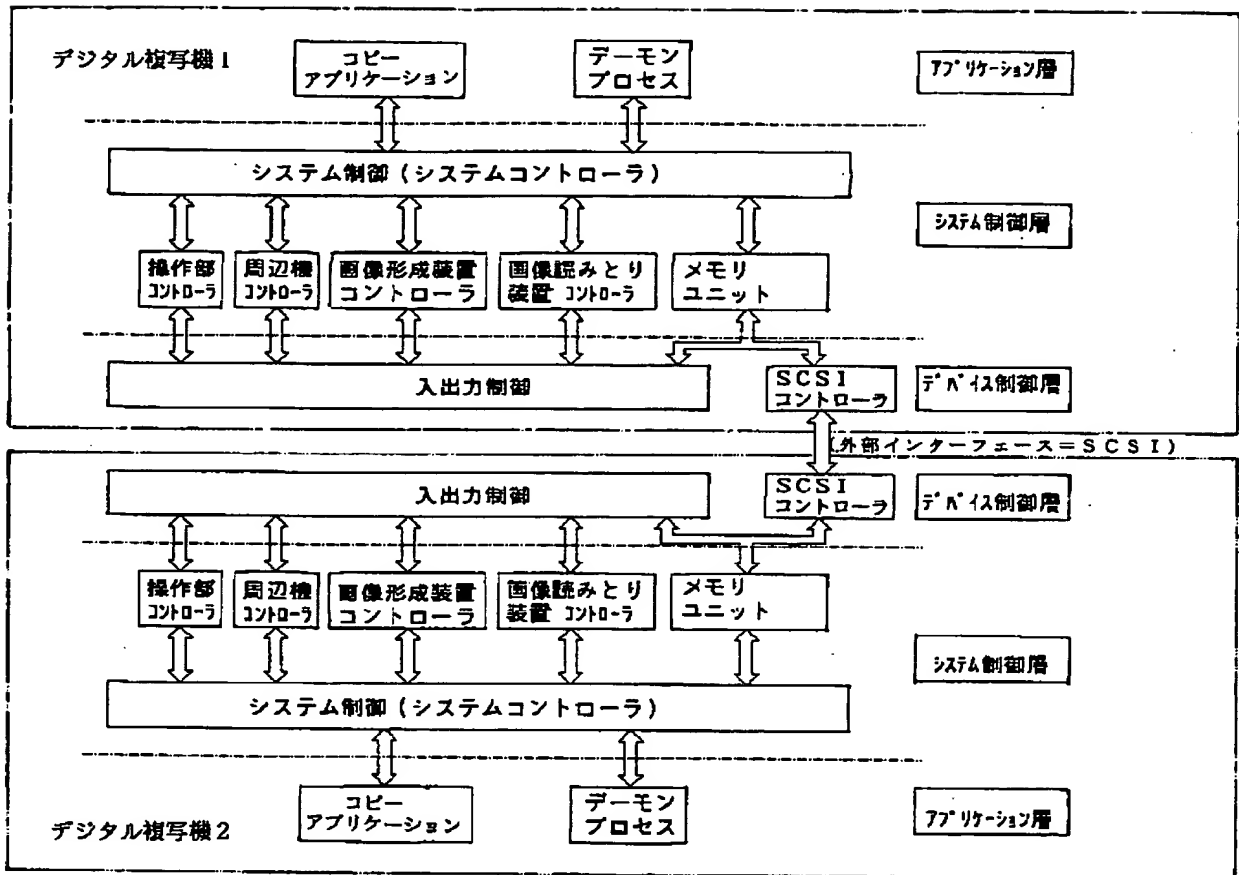 デジタル複写機1
コピー
アプリケーション
デーモン
プロセス
アプリケーション層
システム制御(システムコントローラ)
システム制御層
操作部
コントローラ
周辺機
コントローラ
画像形成装置
コントローラ
画像読みとり
装置 コントローラ
メモリ
ユニット
入出力制御
SCSI
コントローラ
デバイス制御層
(外部インターフェース=SCSI)
入出力制御
SCSI
コントローラ
デバイス制御層
操作部
コントローラ
周辺機
コントローラ
画像形成装置
コントローラ
画像読みとり
装置 コントローラ
メモリ
ユニット
システム制御層
システム制御(システムコントローラ)
コピー
アプリケーション
デーモン
プロセス
アプリケーション層
デジタル複写機2